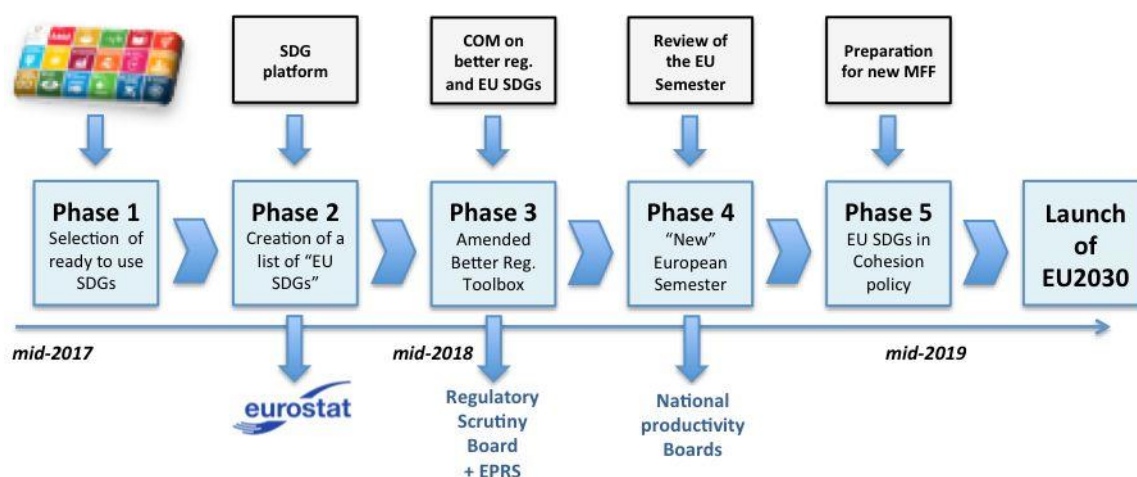 SDG
platform
COM on
better reg.
and EU SDGs
Review of
the EU
Semester
Preparation
for new MFF
Phase 1
Selection of
ready to use
SDGs
Phase 2
Creation of a
list of “EU
SDGs”
Phase 3
Amended
Better Reg.
Toolbox
Phase 4
“New”
European
Semester
Phase 5
EU SDGs in
Cohesion
policy
Launch
of
EU2030
mid-2017
mid-2018
mid-2019
eurostat
Regulatory
Scrutiny
Board
+ EPRS
National
productivity
Boards